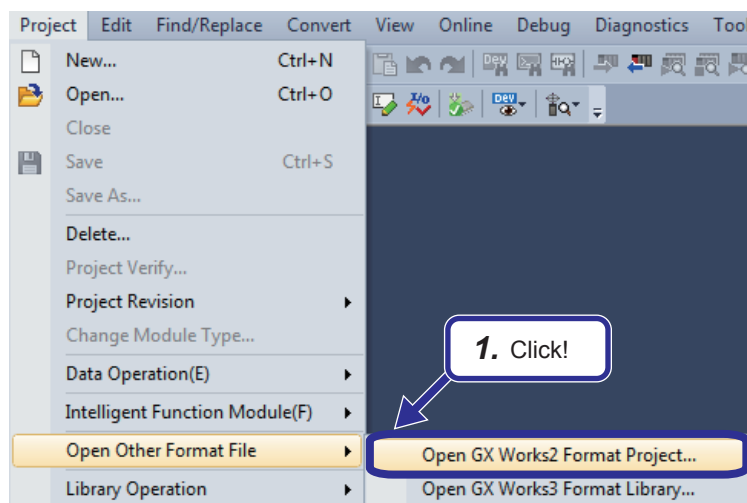 Project Edit Find/Replace Convert View Online Debug Diagnostics
New... Ctrl+N
Open... Ctrl+O
Close
Save Ctrl+S
Save As...
Delete...
Project Verify...
Project Revision
Change Module Type...
Data Operation(E)
Intelligent Function Module(F)
Open Other Format File
Library Operation
1. Click!
Open GX Works2 Format Project...
Open GX Works3 Format Library...